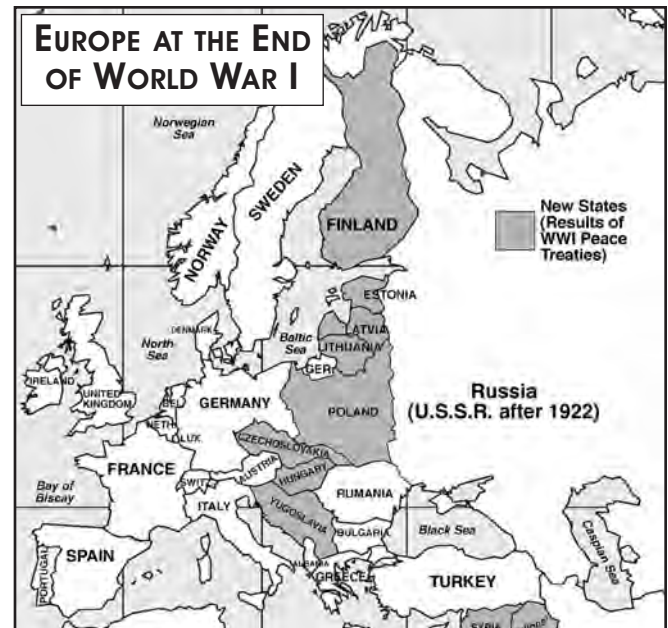 EUROPE AT THE END
OF WORLD WAR I
Norwegian
Sea
NORWAY
SWEDEN
FINLAND
New States
(Results of
WWI Peace
Treaties)
ESTONIA
LATVIA
LITHUANIA
DENMARK
Baltic
Sea
North
Sea
GER.
IRELAND
UNITED
KINGDOM
BEL.
NETH.
LUX.
GERMANY
POLAND
Russia
(U.S.S.R. after 1922)
CZECHOSLOVAKIA
FRANCE
SWITZ.
AUSTRIA
HUNGARY
RUMANIA
Bay of
Biscay
ITALY
YUGOSLAVIA
BULGARIA
Black Sea
Caspian Sea
PORTUGAL
SPAIN
ALBANIA
GREECE
TURKEY
SYRIA